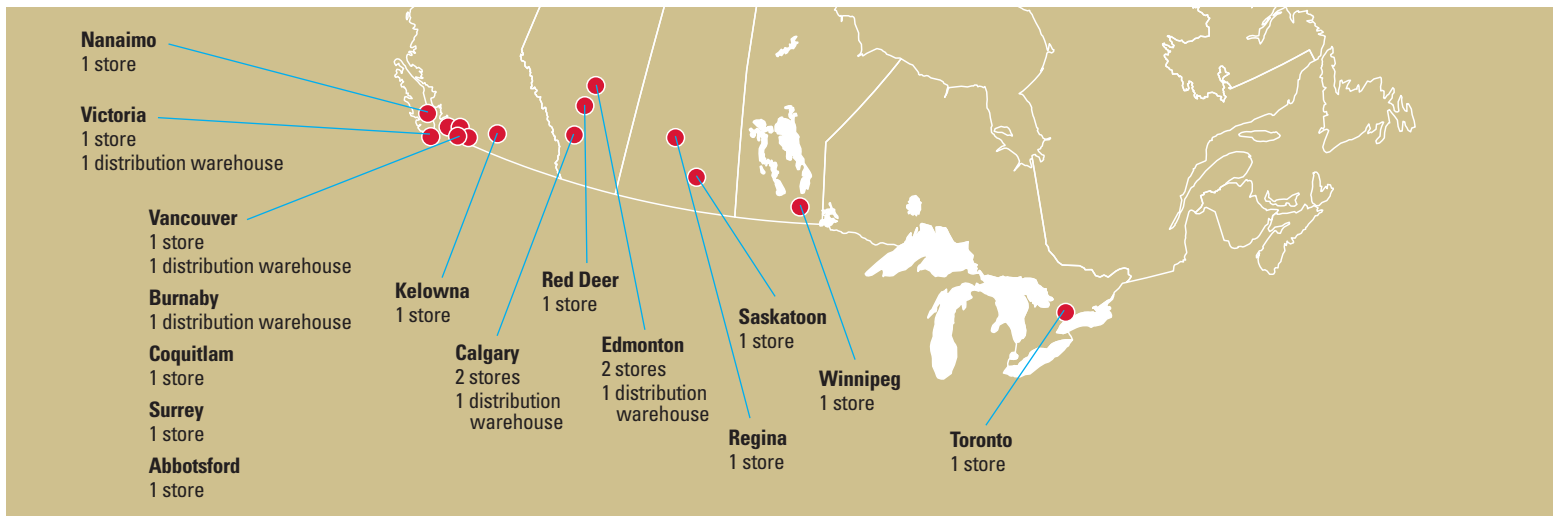 Nanaimo
1 store
Victoria
1 store
1 distribution warehouse
Vancouver
1 store
1 distribution warehouse
Burnaby
1 distribution warehouse
Coquitlam
1 store
Surrey
1 store
Abbotsford
1 store
Kelowna
1 store
Calgary
2 stores
1 distribution
warehouse
Red Deer
1 store
Edmonton
2 stores
1 distribution
warehouse
Regina
1 store
Saskatoon
1 store
Winnipeg
1 store
Toronto
1 store